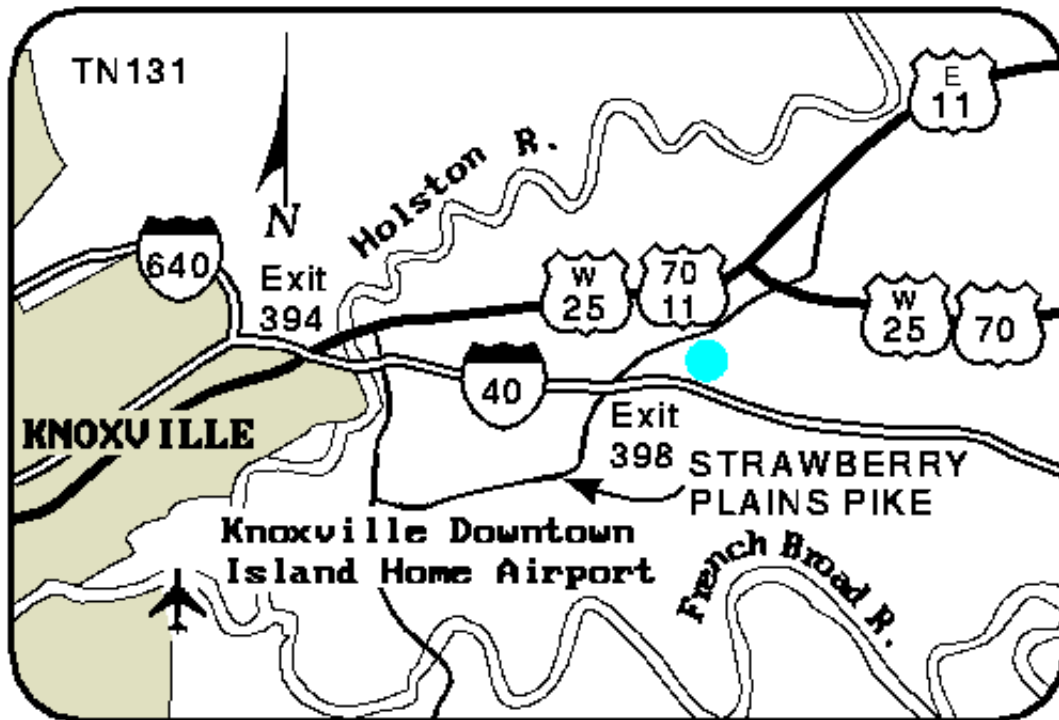 TN131
E
11
Holston R.
N
640
Exit
394
W
25
70
11
W
25
70
40
Exit
398
KNOXVILLE
STRAWBERRY
PLAINS PIKE
Knoxville Downtown
Island Home Airport
French Broad R.